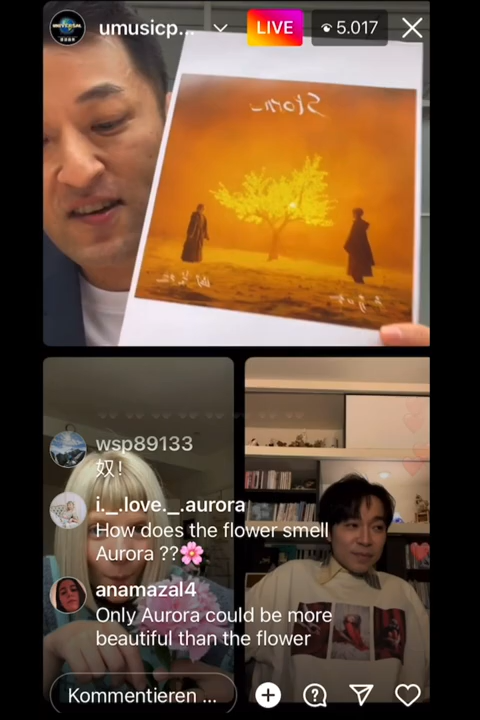 umusicp...
LIVE
5.017
Storm
wsp89133
奴!
i._.love._.aurora
How does the flower smell
Aurora ??🌸
anamazal4
Only Aurora could be more
beautiful than the flower
Kommentieren ...